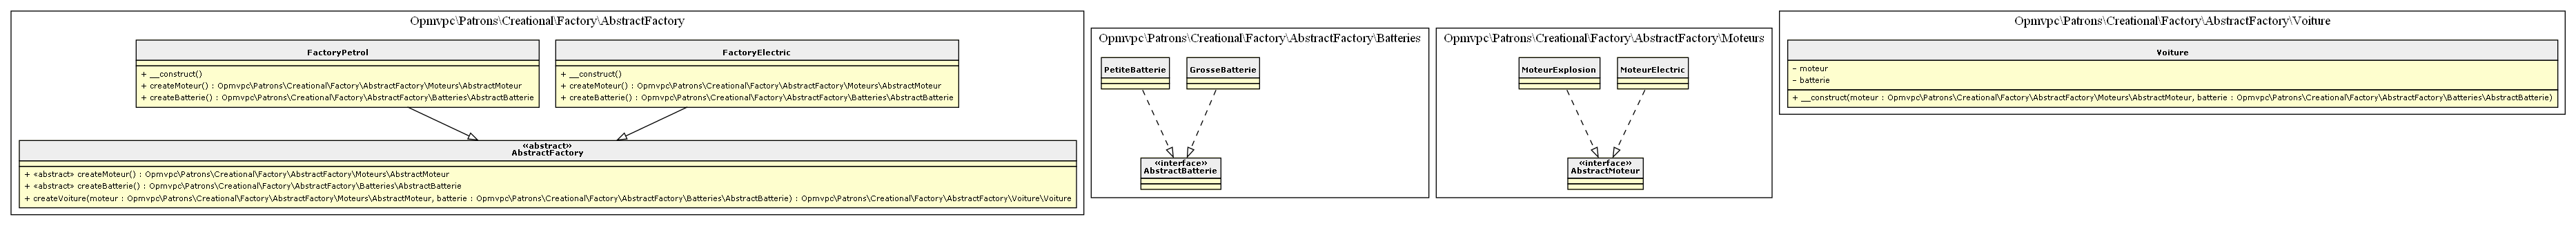 Opmvpc\Patrons\Creational\Factory\AbstractFactory
FactoryPetrol
+ __construct()
+ createMoteur() : Opmvpc\Patrons\Creational\Factory\AbstractFactory\Moteurs\AbstractMoteur
+ createBatterie() : Opmvpc\Patrons\Creational\Factory\AbstractFactory\Batteries\AbstractBatterie
FactoryElectric
+ __construct()
+ createMoteur() : Opmvpc\Patrons\Creational\Factory\AbstractFactory\Moteurs\AbstractMoteur
+ createBatterie() : Opmvpc\Patrons\Creational\Factory\AbstractFactory\Batteries\AbstractBatterie
«abstract»
AbstractFactory
+ «abstract» createMoteur() : Opmvpc\Patrons\Creational\Factory\AbstractFactory\Moteurs\AbstractMoteur
+ «abstract» createBatterie() : Opmvpc\Patrons\Creational\Factory\AbstractFactory\Batteries\AbstractBatterie
+ createVoiture(moteur : Opmvpc\Patrons\Creational\Factory\AbstractFactory\Moteurs\AbstractMoteur, batterie : Opmvpc\Patrons\Creational\Factory\AbstractFactory\Batteries\AbstractBatterie) : Opmvpc\Patrons\Creational\Factory\AbstractFactory\Voiture\Voiture
Opmvpc\Patrons\Creational\Factory\AbstractFactory\Batteries
PetiteBatterie
GrosseBatterie
«interface»
AbstractBatterie
Opmvpc\Patrons\Creational\Factory\AbstractFactory\Moteurs
MoteurExplosion
MoteurElectric
«interface»
AbstractMoteur
Opmvpc\Patrons\Creational\Factory\AbstractFactory\Voiture
Voiture
– moteur
– batterie
+ __construct(moteur : Opmvpc\Patrons\Creational\Factory\AbstractFactory\Moteurs\AbstractMoteur, batterie : Opmvpc\Patrons\Creational\Factory\AbstractFactory\Batteries\AbstractBatterie)